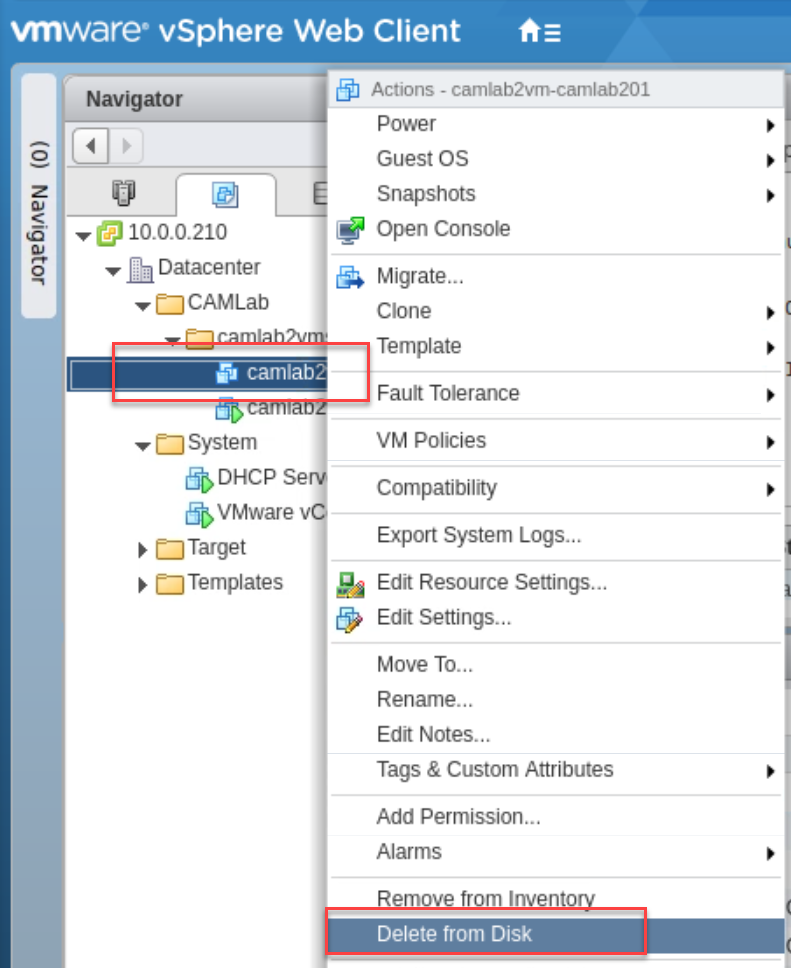 vmware® vSphere Web Client
(0) Navigator
Navigator
10.0.0.210
Datacenter
CAMLab
camlab2vms
camlab2
camlab2
System
DHCP Serv
VMware vC
Target
Templates
Actions - camlab2vm-camlab201
Power
Guest OS
Snapshots
Open Console
Migrate...
Clone
Template
Fault Tolerance
VM Policies
Compatibility
Export System Logs...
Edit Resource Settings...
Edit Settings...
Move To...
Rename...
Edit Notes...
Tags & Custom Attributes
Add Permission...
Alarms
Remove from Inventory
Delete from Disk